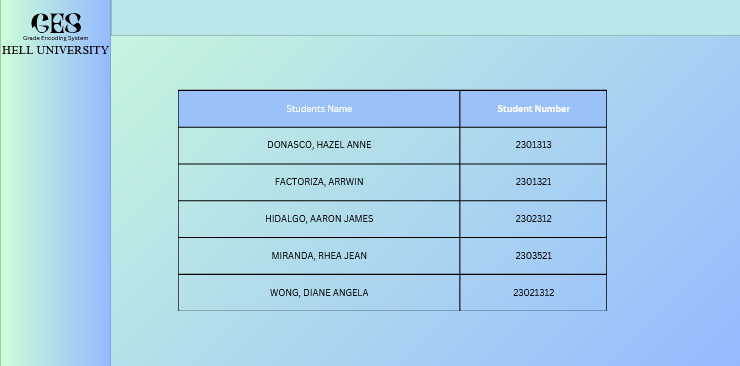 GES
Grade Encoding System
HELL UNIVERSITY
Students Name Student Number
DONASCO, HAZEL ANNE 2301313
FACTORIZA, ARRWIN 2301321
HIDALGO, AARON JAMES 2302312
MIRANDA, RHEA JEAN 2303521
WONG, DIANE ANGELA 23021312